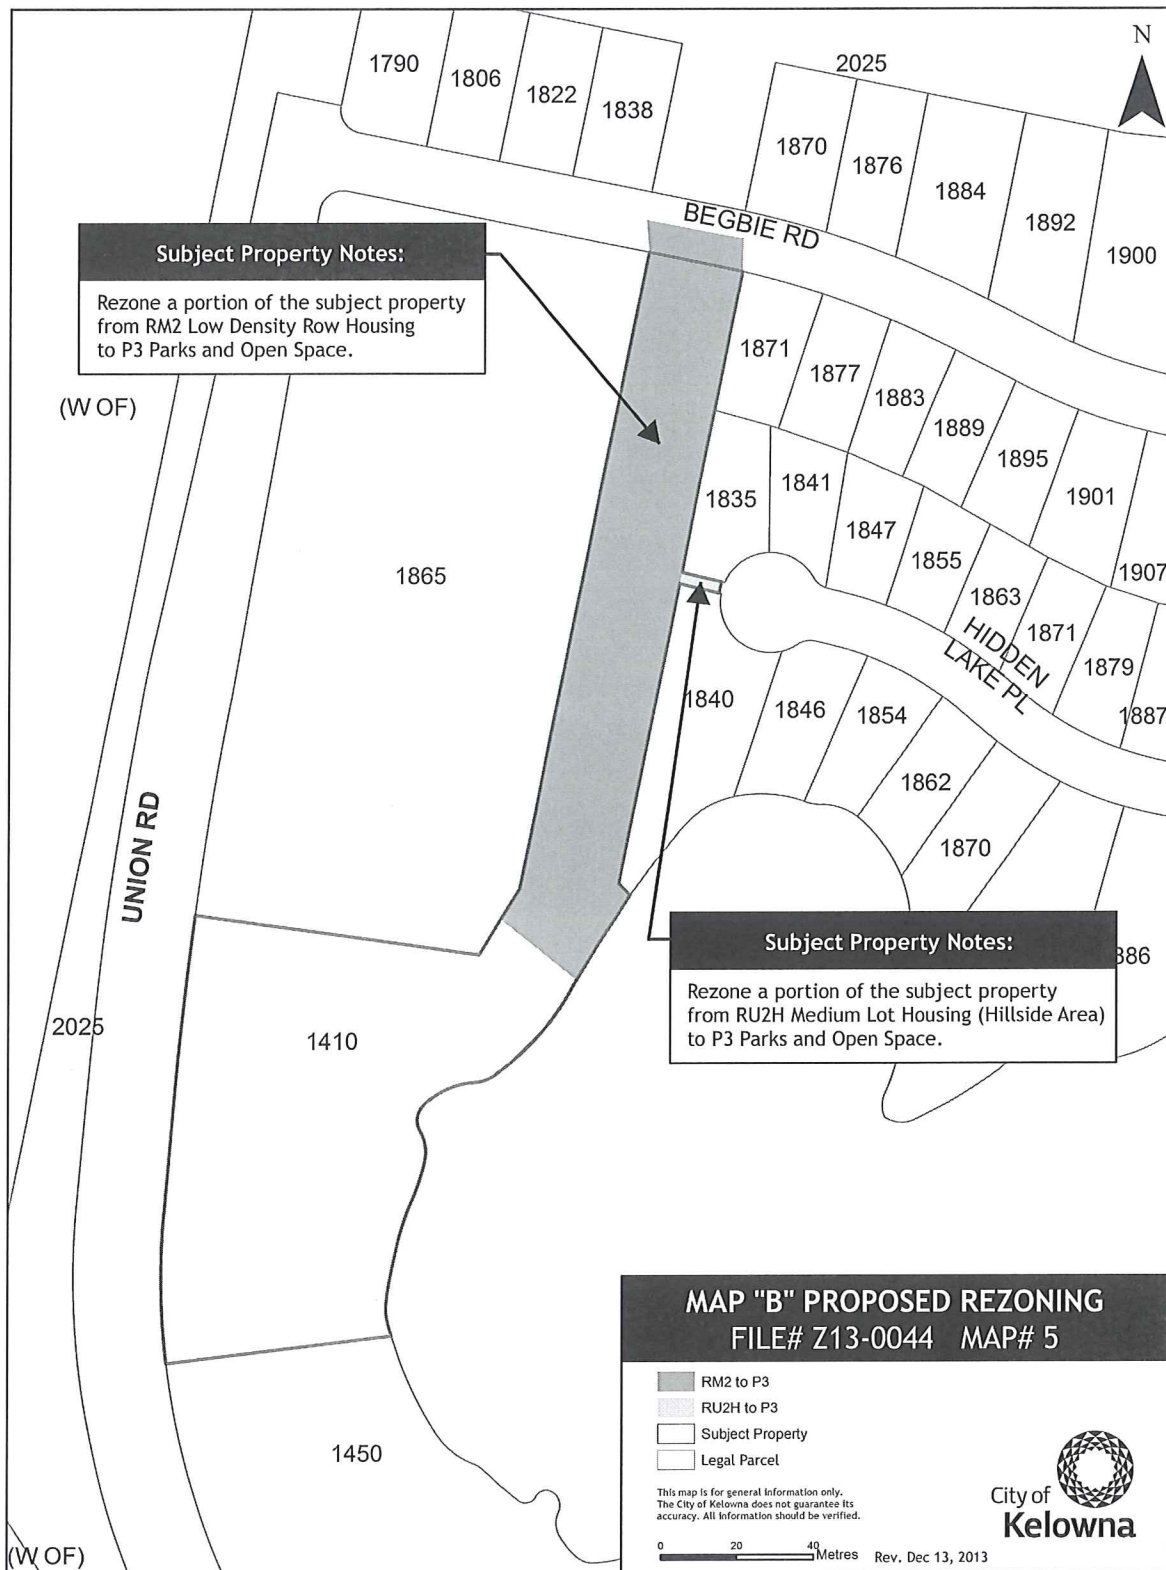 N
1790
1806
1822
1838
2025
1870
1876
1884
1892
1900
BEGBIE RD
Subject Property Notes:
Rezone a portion of the subject property
from RM2 Low Density Row Housing
to P3 Parks and Open Space.
(W OF)
1871
1877
1883
1889
1895
1901
1907
1835
1841
1847
1855
1863
1871
1879
1887
HIDDEN
LAKE PL
1865
1840
1846
1854
1862
1870
886
UNION RD
Subject Property Notes:
Rezone a portion of the subject property
from RU2H Medium Lot Housing (Hillside Area)
to P3 Parks and Open Space.
2025
1410
1450
(W OF)
MAP "B" PROPOSED REZONING
FILE# Z13-0044 MAP# 5
RM2 to P3
RU2H to P3
Subject Property
Legal Parcel
This map is for general information only.
The City of Kelowna does not guarantee its
accuracy. All information should be verified.
0 20 40 Metres
Rev. Dec 13, 2013
City of
Kelowna